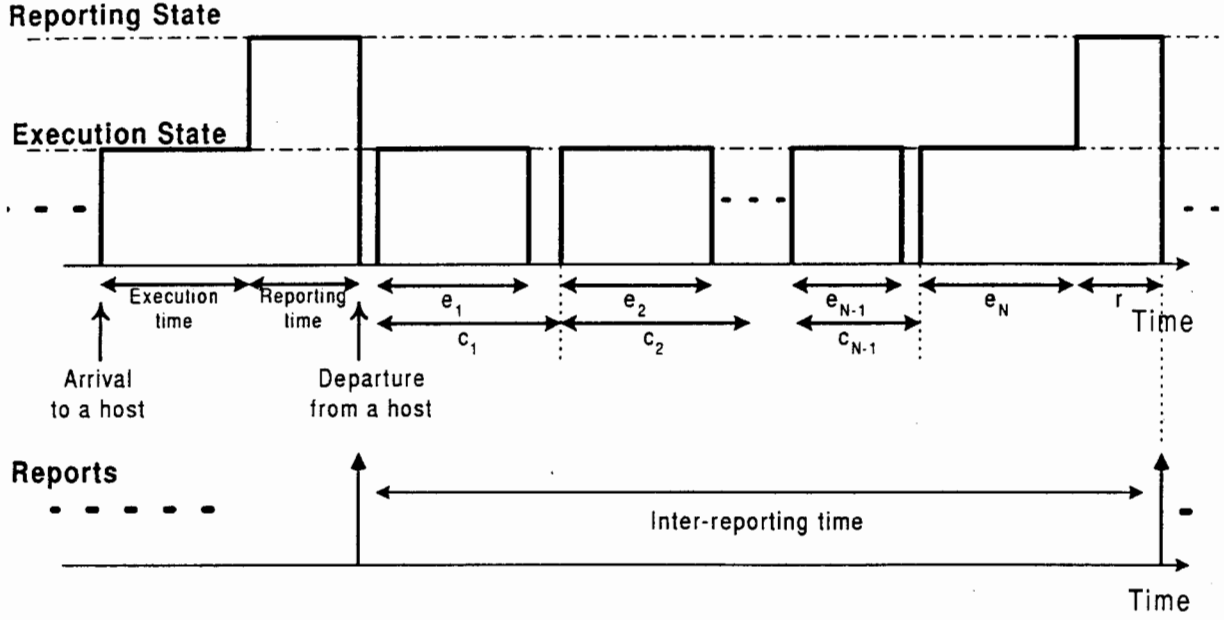 Reporting State
Execution State
Execution
time
Reporting
time
e1
e2
eN-1
eN
r
c1
c2
cN-1
Time
Arrival
to a host
Departure
from a host
Reports
Inter-reporting time
Time